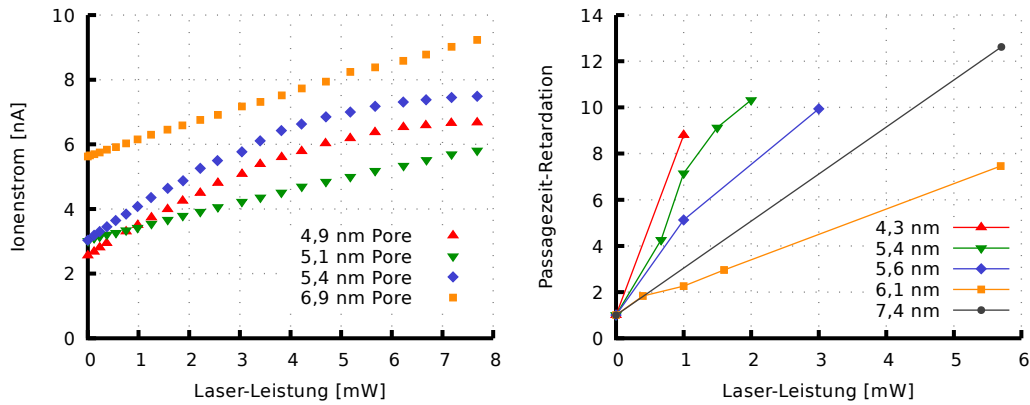 Ionenstrom [nA]
10
8
6
4
2
0
4,9 nm Pore
5,1 nm Pore
5,4 nm Pore
6,9 nm Pore
0 1 2 3 4 5 6 7 8
Laser-Leistung [mW]
Passagezeit-Retardation
14
12
10
8
6
4
2
0
4,3 nm
5,4 nm
5,6 nm
6,1 nm
7,4 nm
0 1 2 3 4 5 6
Laser-Leistung [mW]